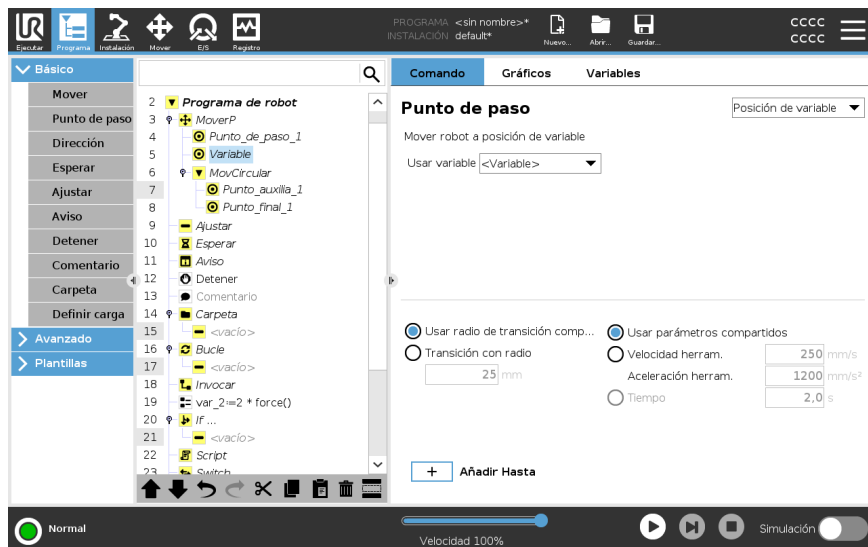 PROGRAMA <sin nombre>*
INSTALACIÓN default*
Ejecutar Programa Instalación Mover E/S Registro Nuevo... Abrir... Guardar...
CCCC
CCCC
Básico
Mover
Punto de paso
Dirección
Esperar
Ajustar
Aviso
Detener
Comentario
Carpeta
Definir carga
Avanzado
Plantillas
2 Programa de robot
3 MoverP
4 Punto_de_paso_1
5 Variable
6 MovCircular
7 Punto_auxilia_1
8 Punto_final_1
9 Ajustar
10 Esperar
11 Aviso
12 Detener
13 Comentario
14 Carpeta
15 <vacío>
16 Bucle
17 <vacío>
18 Invocar
19 var_2:=2 * force()
20 If ...
21 <vacío>
22 Script
23 Switch
Comando Gráficos Variables
Punto de paso Posición de variable
Mover robot a posición de variable
Usar variable <Variable>
Usar radio de transición comp...
Transición con radio
25 mm
Usar parámetros compartidos
Velocidad herram. 250 mm/s
Aceleración herram. 1200 mm/s²
Tiempo 2,0 s
+ Añadir Hasta
Normal
Velocidad 100%
Simulación